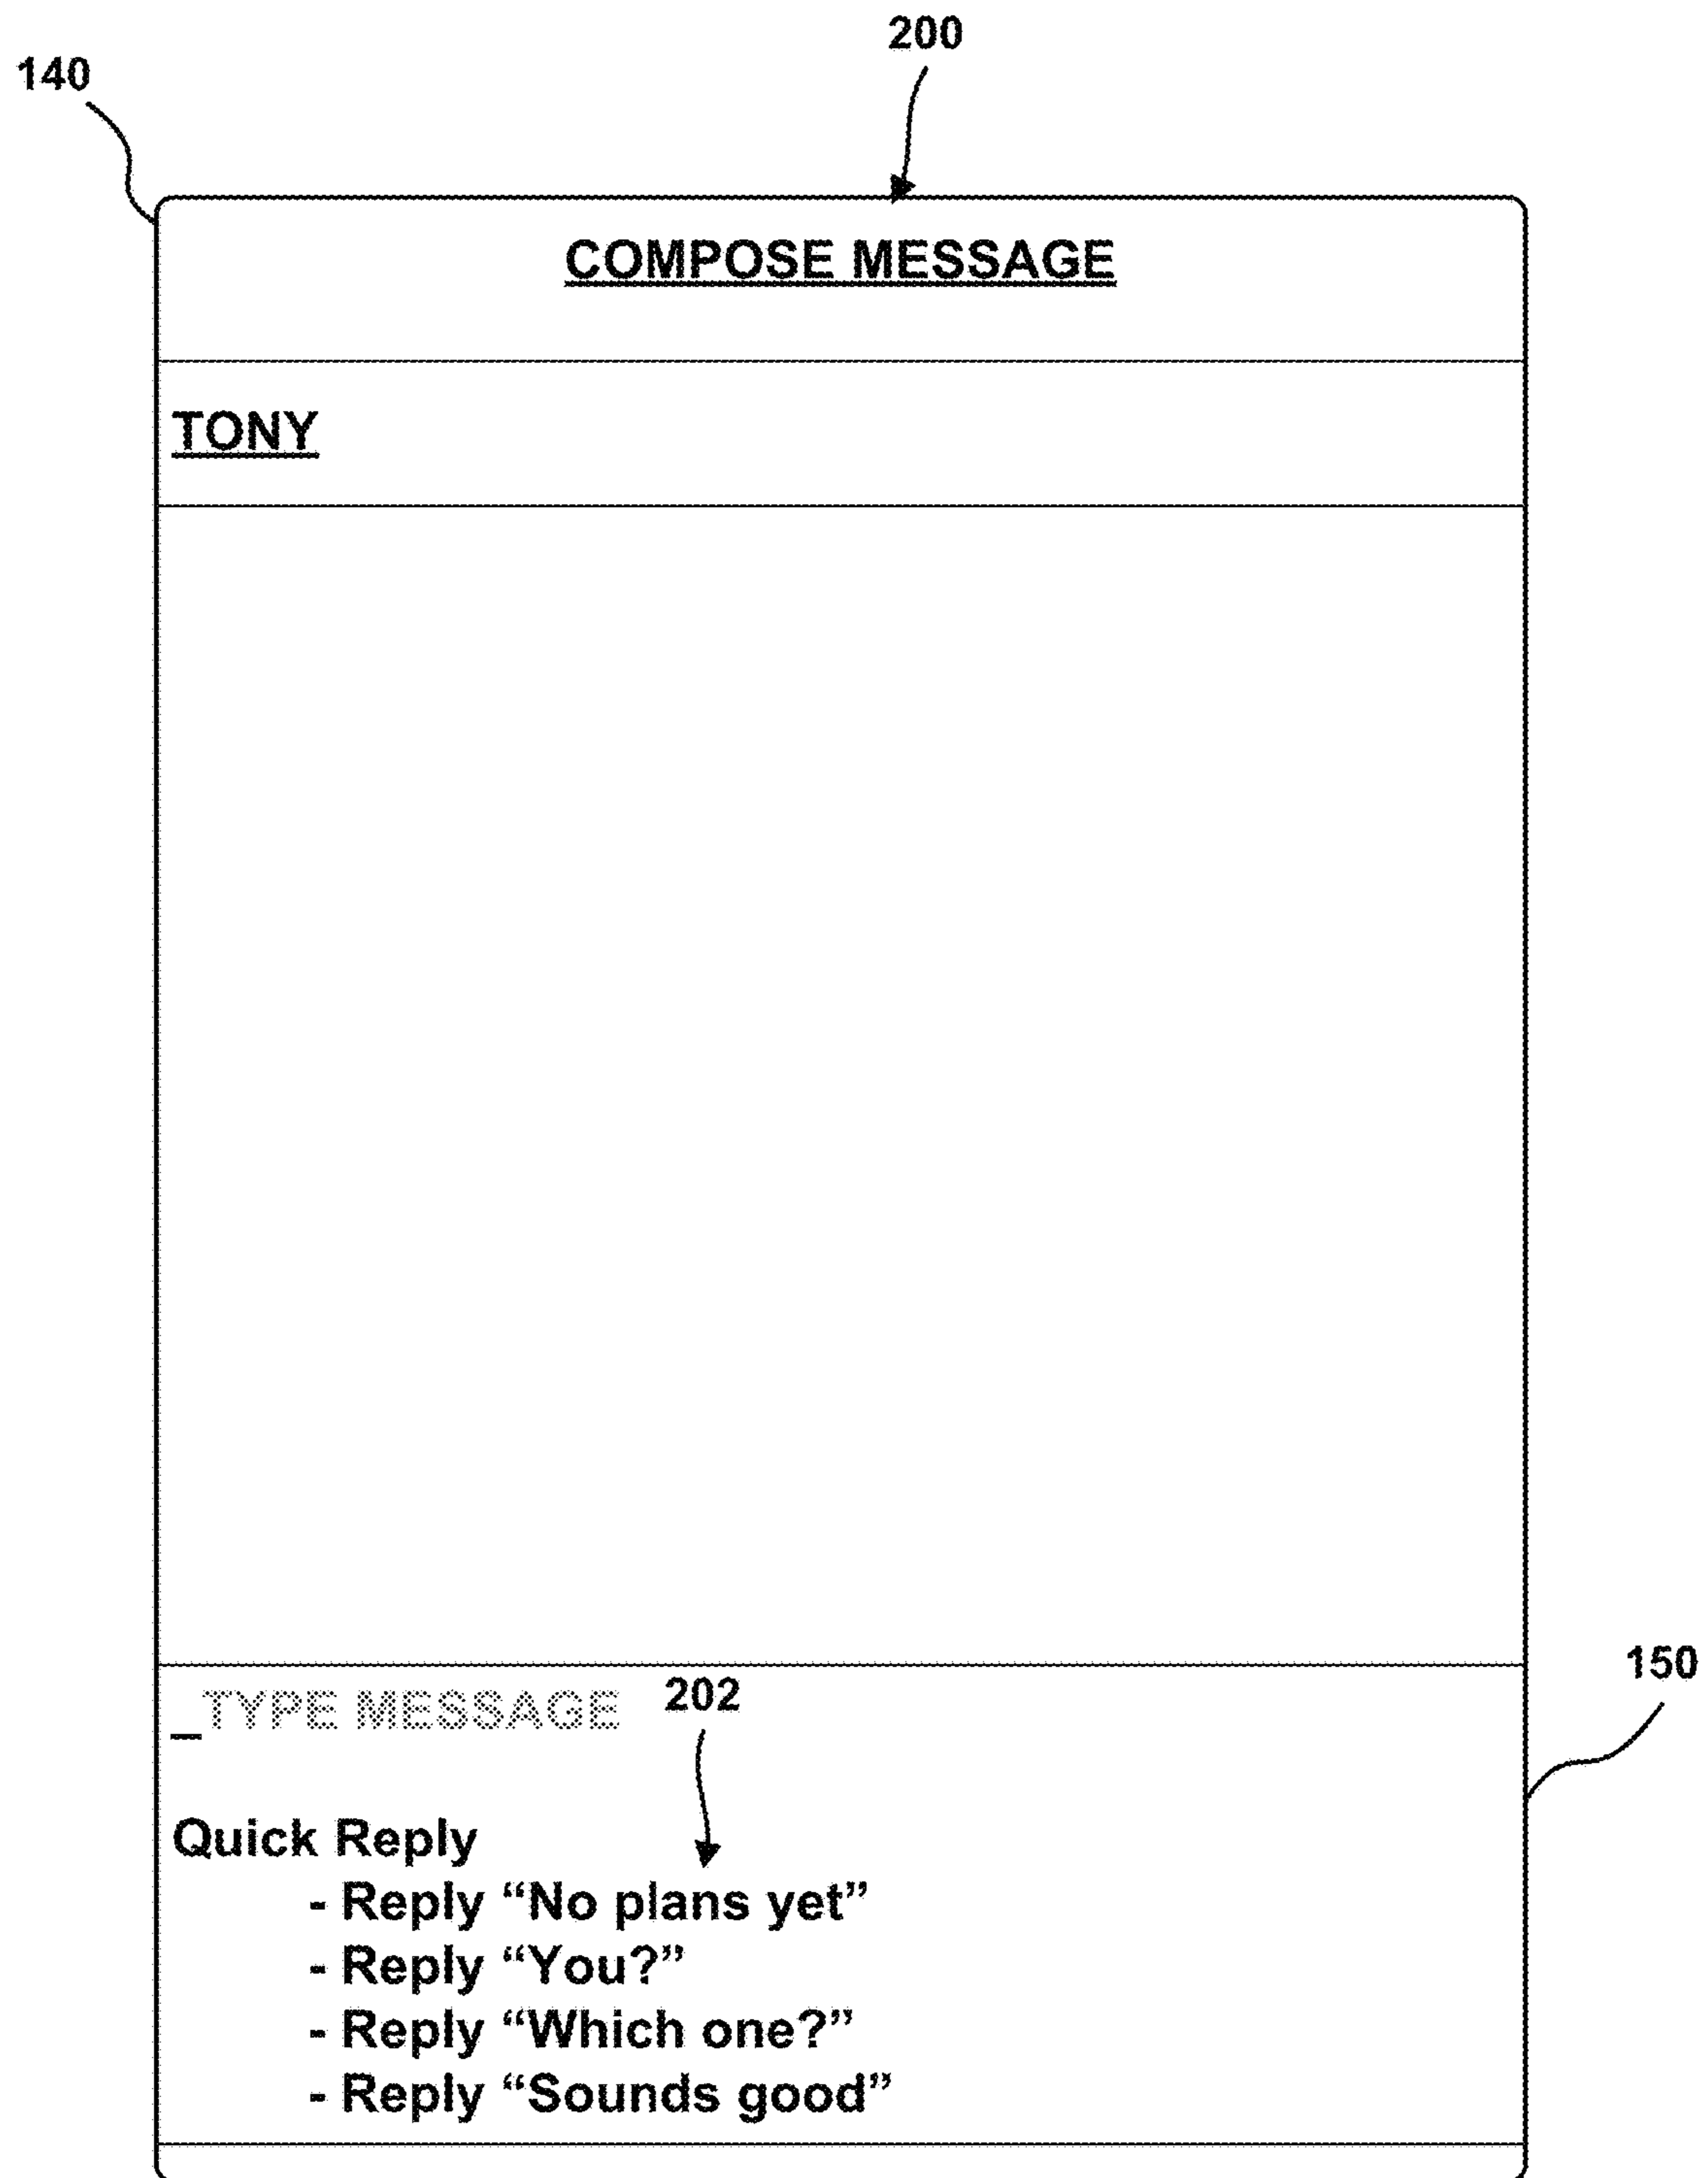 200
140
COMPOSE MESSAGE
TONY
150
_TYPE MESSAGE
202
Quick Reply
- Reply “No plans yet”
- Reply “You?”
- Reply “Which one?”
- Reply “Sounds good”